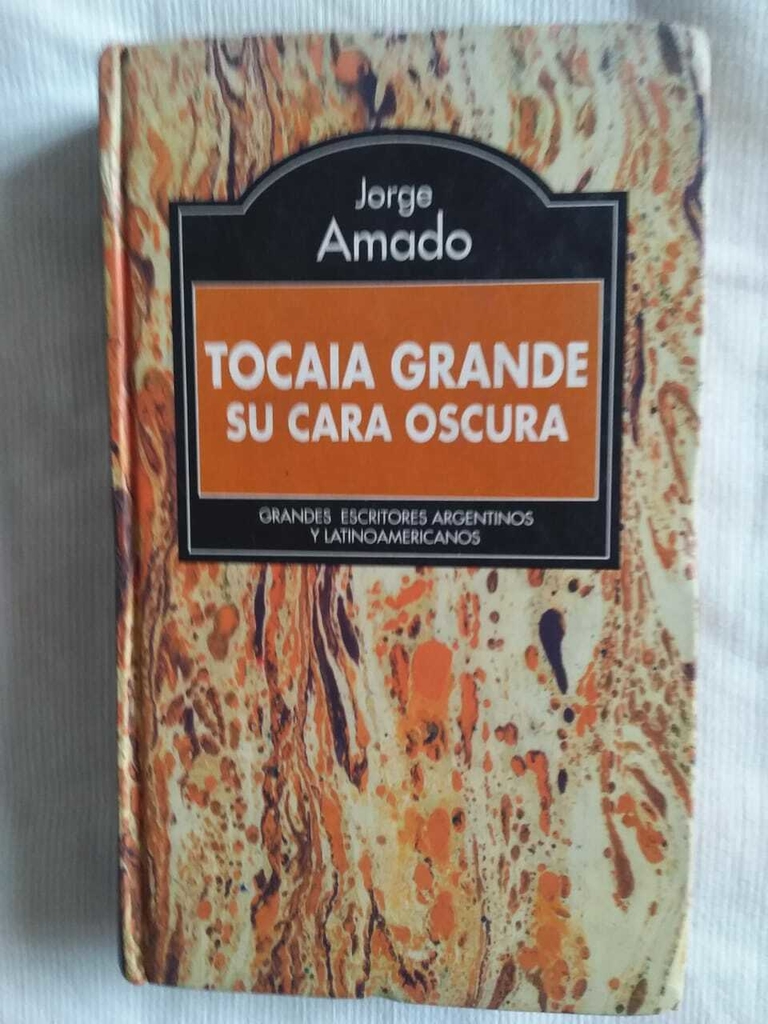 Jorge
Amado
TOCAIA GRANDE
SU CARA OSCURA
GRANDES ESCRITORES ARGENTINOS
Y LATINOAMERICANOS